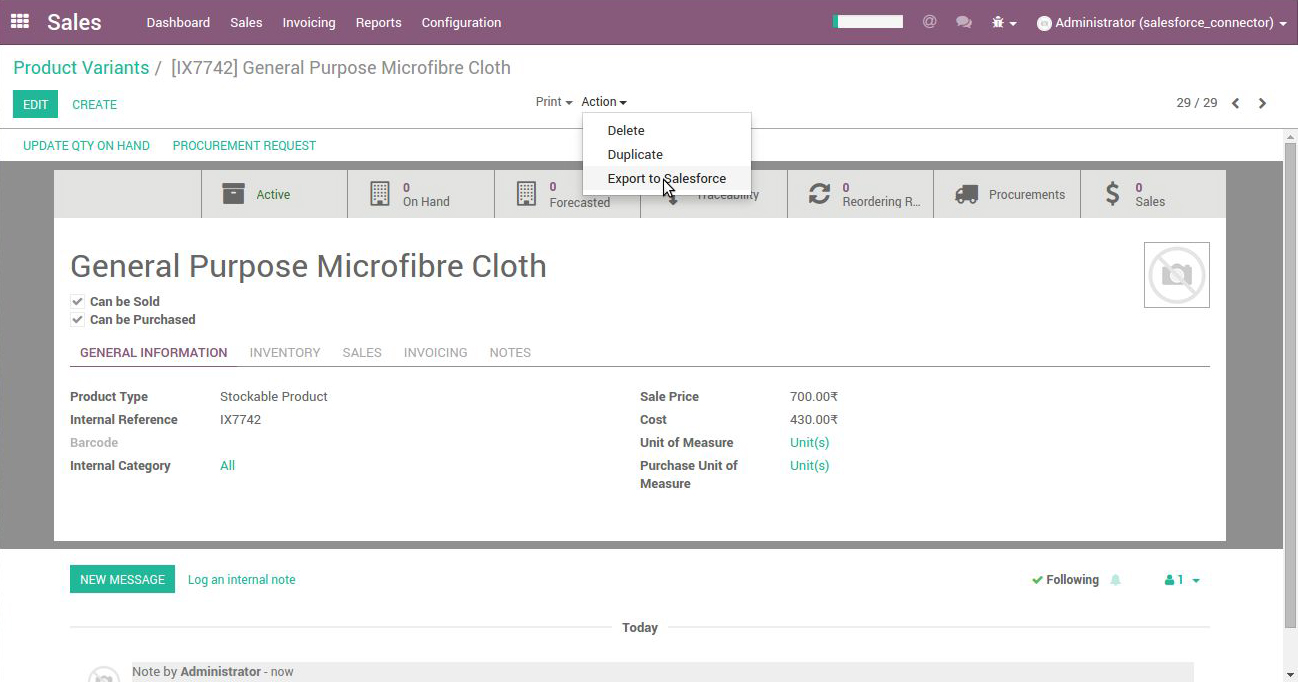 Sales Dashboard Sales Invoicing Reports Configuration @ Administrator (salesforce_connector)
Product Variants / [IX7742] General Purpose Microfibre Cloth
EDIT CREATE Print Action 29 / 29
Delete
Duplicate
Export to Salesforce
UPDATE QTY ON HAND PROCUREMENT REQUEST
Active
0
On Hand
0
Forecasted
Traceability
0
Reordering R...
Procurements
$ 0
Sales
General Purpose Microfibre Cloth
Can be Sold
Can be Purchased
GENERAL INFORMATION INVENTORY SALES INVOICING NOTES
Product Type Stockable Product Sale Price 700.00₹
Internal Reference IX7742 Cost 430.00₹
Barcode Unit of Measure Unit(s)
Internal Category All Purchase Unit of Unit(s)
Measure
NEW MESSAGE Log an internal note Following 1
Today
Note by Administrator - now